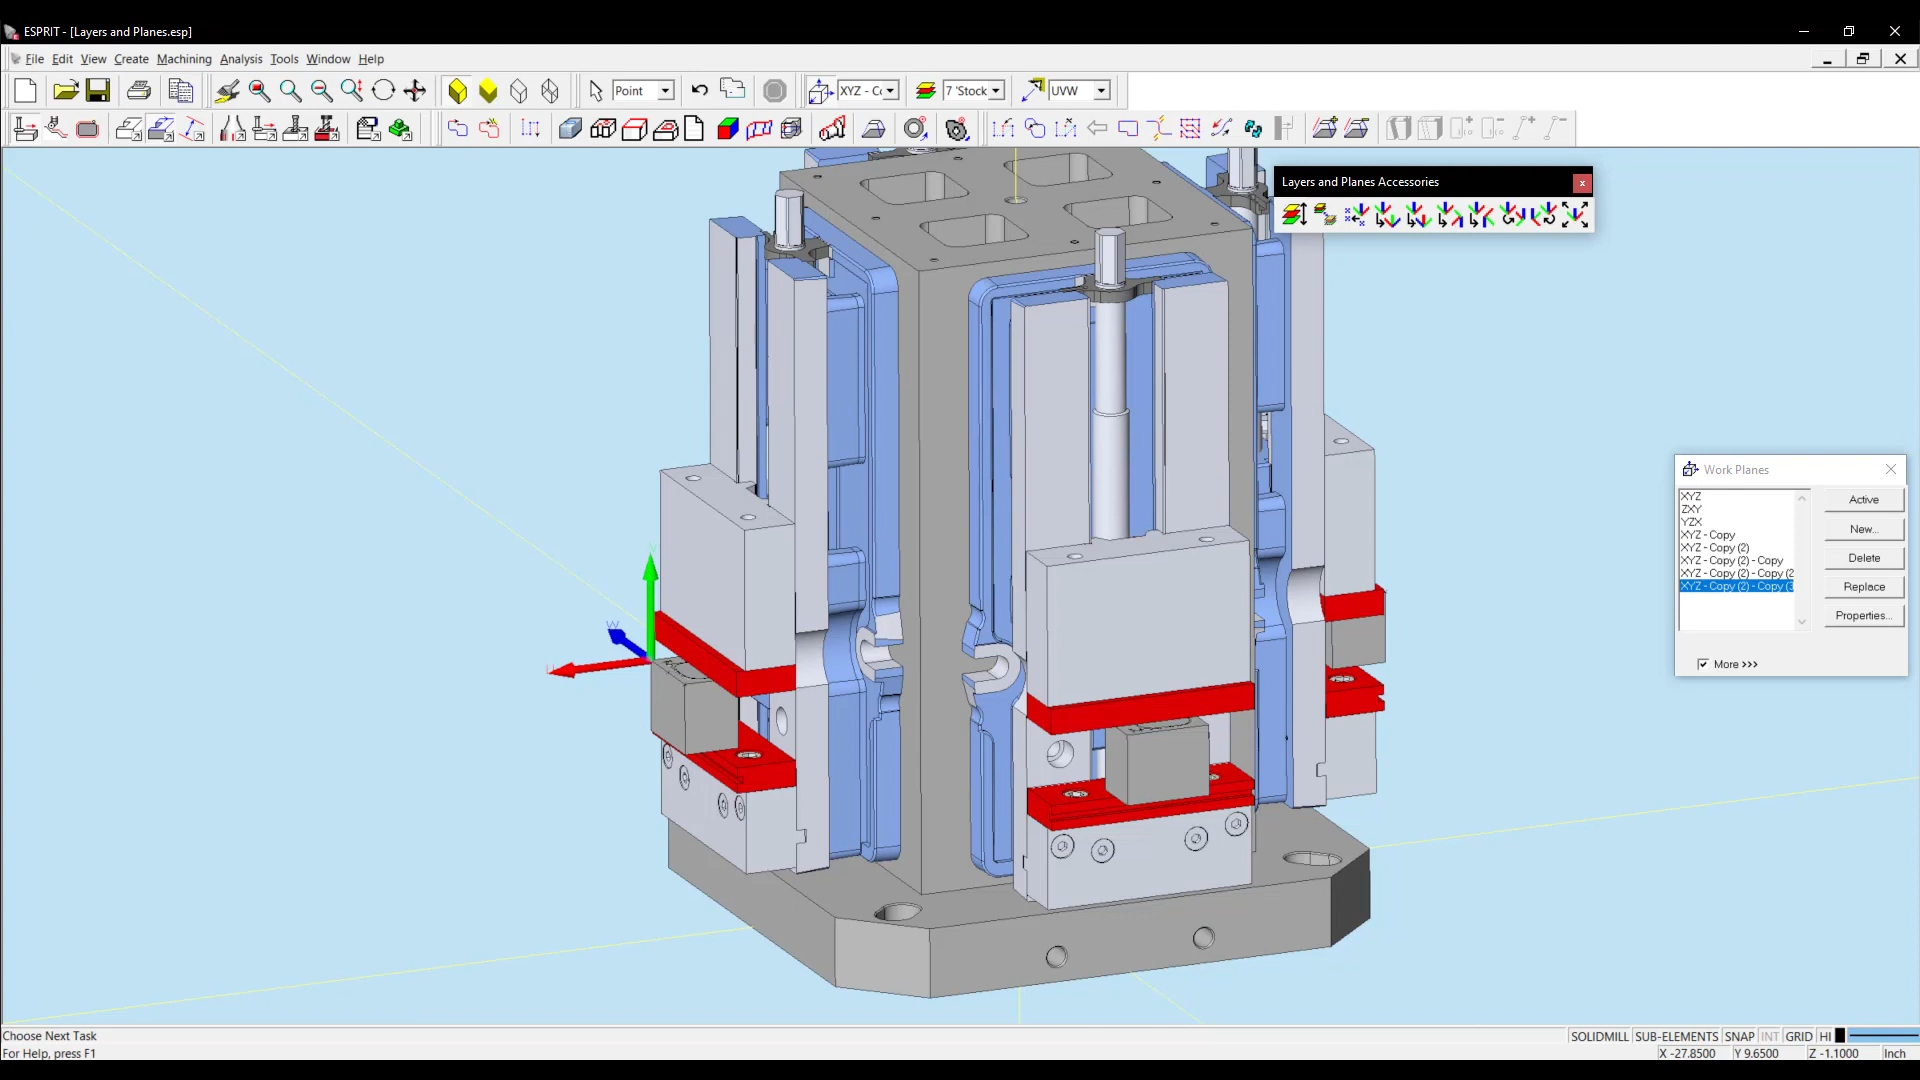 ESPRIT - [Layers and Planes.esp]
File Edit View Create Machining Analysis Tools Window Help
Point
XYZ - Cc
7 'Stock
UVW
Layers and Planes Accessories
Work Planes
XYZ
ZXY
YZX
XYZ - Copy
XYZ - Copy (2)
XYZ - Copy (2) - Copy
XYZ - Copy (2) - Copy (2
XYZ - Copy (2) - Copy (3
Active
New...
Delete
Replace
Properties...
More >>>
V
W
U
Choose Next Task
SOLIDMILL SUB-ELEMENTS SNAP INT GRID HI
For Help, press F1
X -27.8500 Y 9.6500 Z -1.1000 Inch